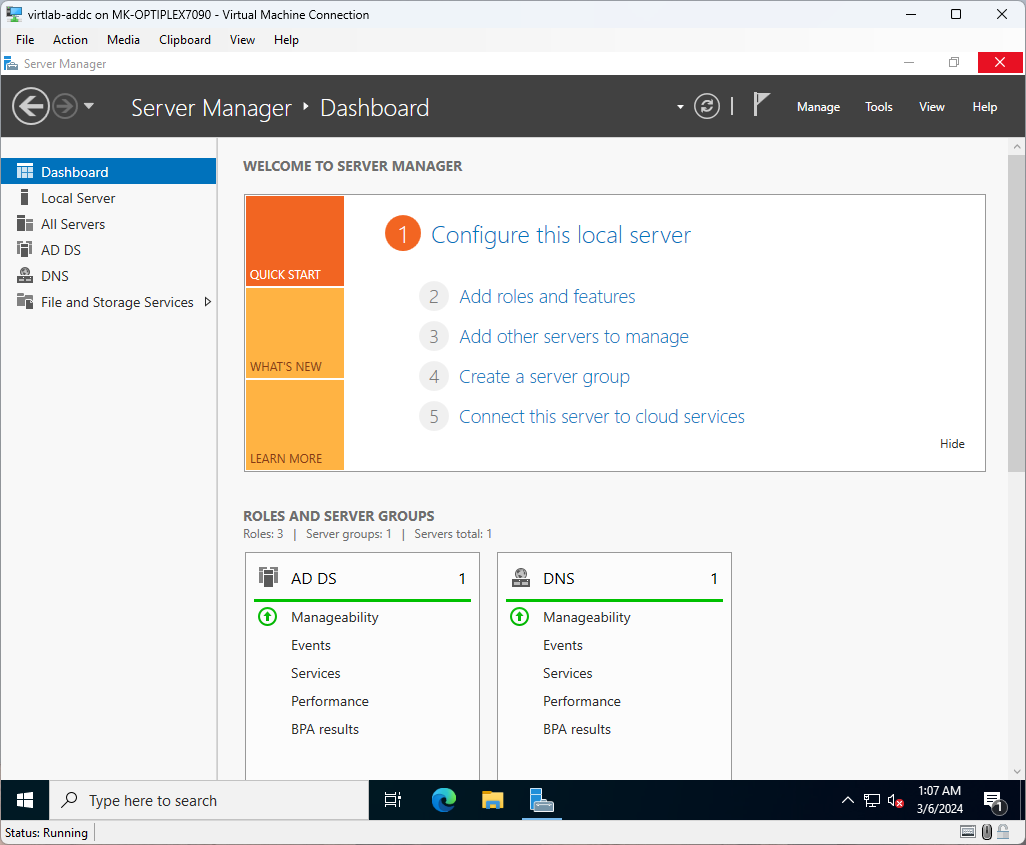 virtlab-addc on MK-OPTIPLEX7090 - Virtual Machine Connection
File Action Media Clipboard View Help
Server Manager
Server Manager Dashboard
Manage Tools View Help
Dashboard
Local Server
All Servers
AD DS
DNS
File and Storage Services
WELCOME TO SERVER MANAGER
QUICK START
WHAT'S NEW
LEARN MORE
1 Configure this local server
2 Add roles and features
3 Add other servers to manage
4 Create a server group
5 Connect this server to cloud services
Hide
ROLES AND SERVER GROUPS
Roles: 3 | Server groups: 1 | Servers total: 1
AD DS 1
Manageability
Events
Services
Performance
BPA results
DNS 1
Manageability
Events
Services
Performance
BPA results
Type here to search
1:07 AM
3/6/2024
1
Status: Running